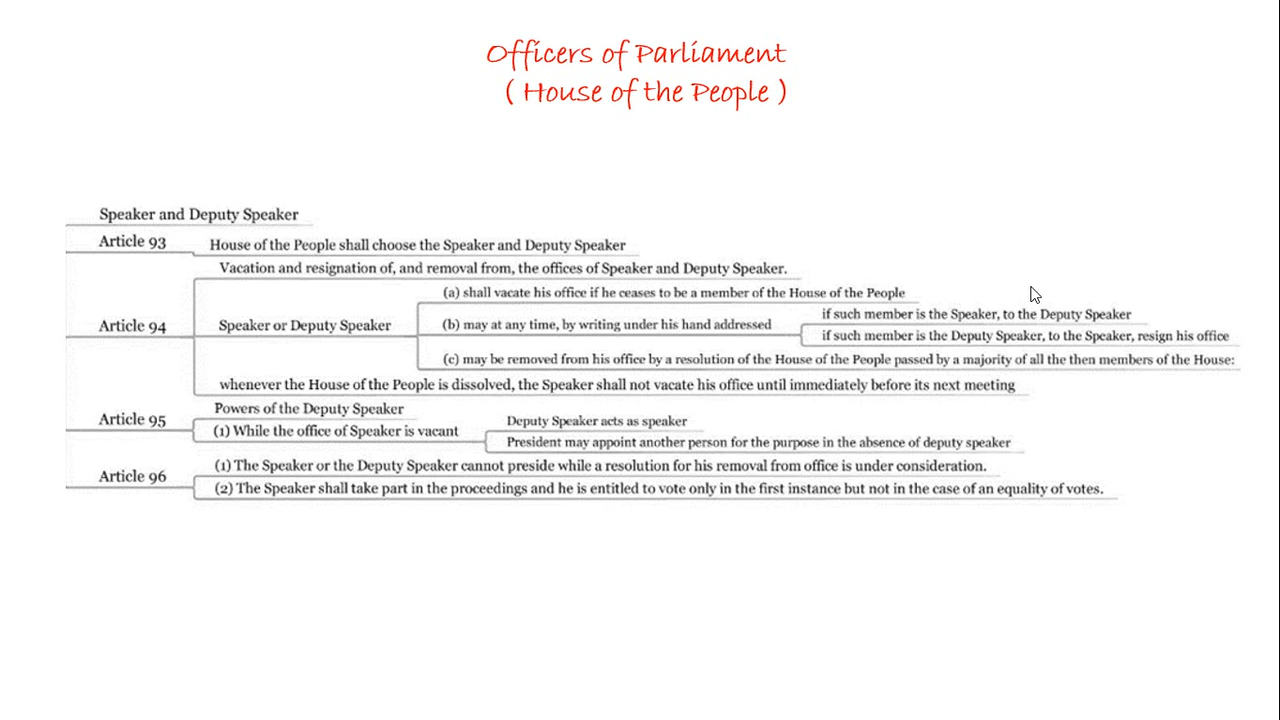 Officers of Parliament
( House of the People )
Speaker and Deputy Speaker
Article 93
House of the People shall choose the Speaker and Deputy Speaker
Vacation and resignation of, and removal from, the offices of Speaker and Deputy Speaker.
Article 94
Speaker or Deputy Speaker
(a) shall vacate his office if he ceases to be a member of the House of the People
(b) may at any time, by writing under his hand addressed
if such member is the Speaker, to the Deputy Speaker
if such member is the Deputy Speaker, to the Speaker, resign his office
(c) may be removed from his office by a resolution of the House of the People passed by a majority of all the then members of the House:
whenever the House of the People is dissolved, the Speaker shall not vacate his office until immediately before its next meeting
Article 95
Powers of the Deputy Speaker
(1) While the office of Speaker is vacant
Deputy Speaker acts as speaker
President may appoint another person for the purpose in the absence of deputy speaker
Article 96
(1) The Speaker or the Deputy Speaker cannot preside while a resolution for his removal from office is under consideration.
(2) The Speaker shall take part in the proceedings and he is entitled to vote only in the first instance but not in the case of an equality of votes.